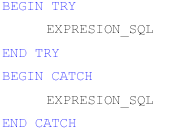 BEGIN TRY
EXPRESION_SQL
END TRY
BEGIN CATCH
EXPRESION_SQL
END CATCH